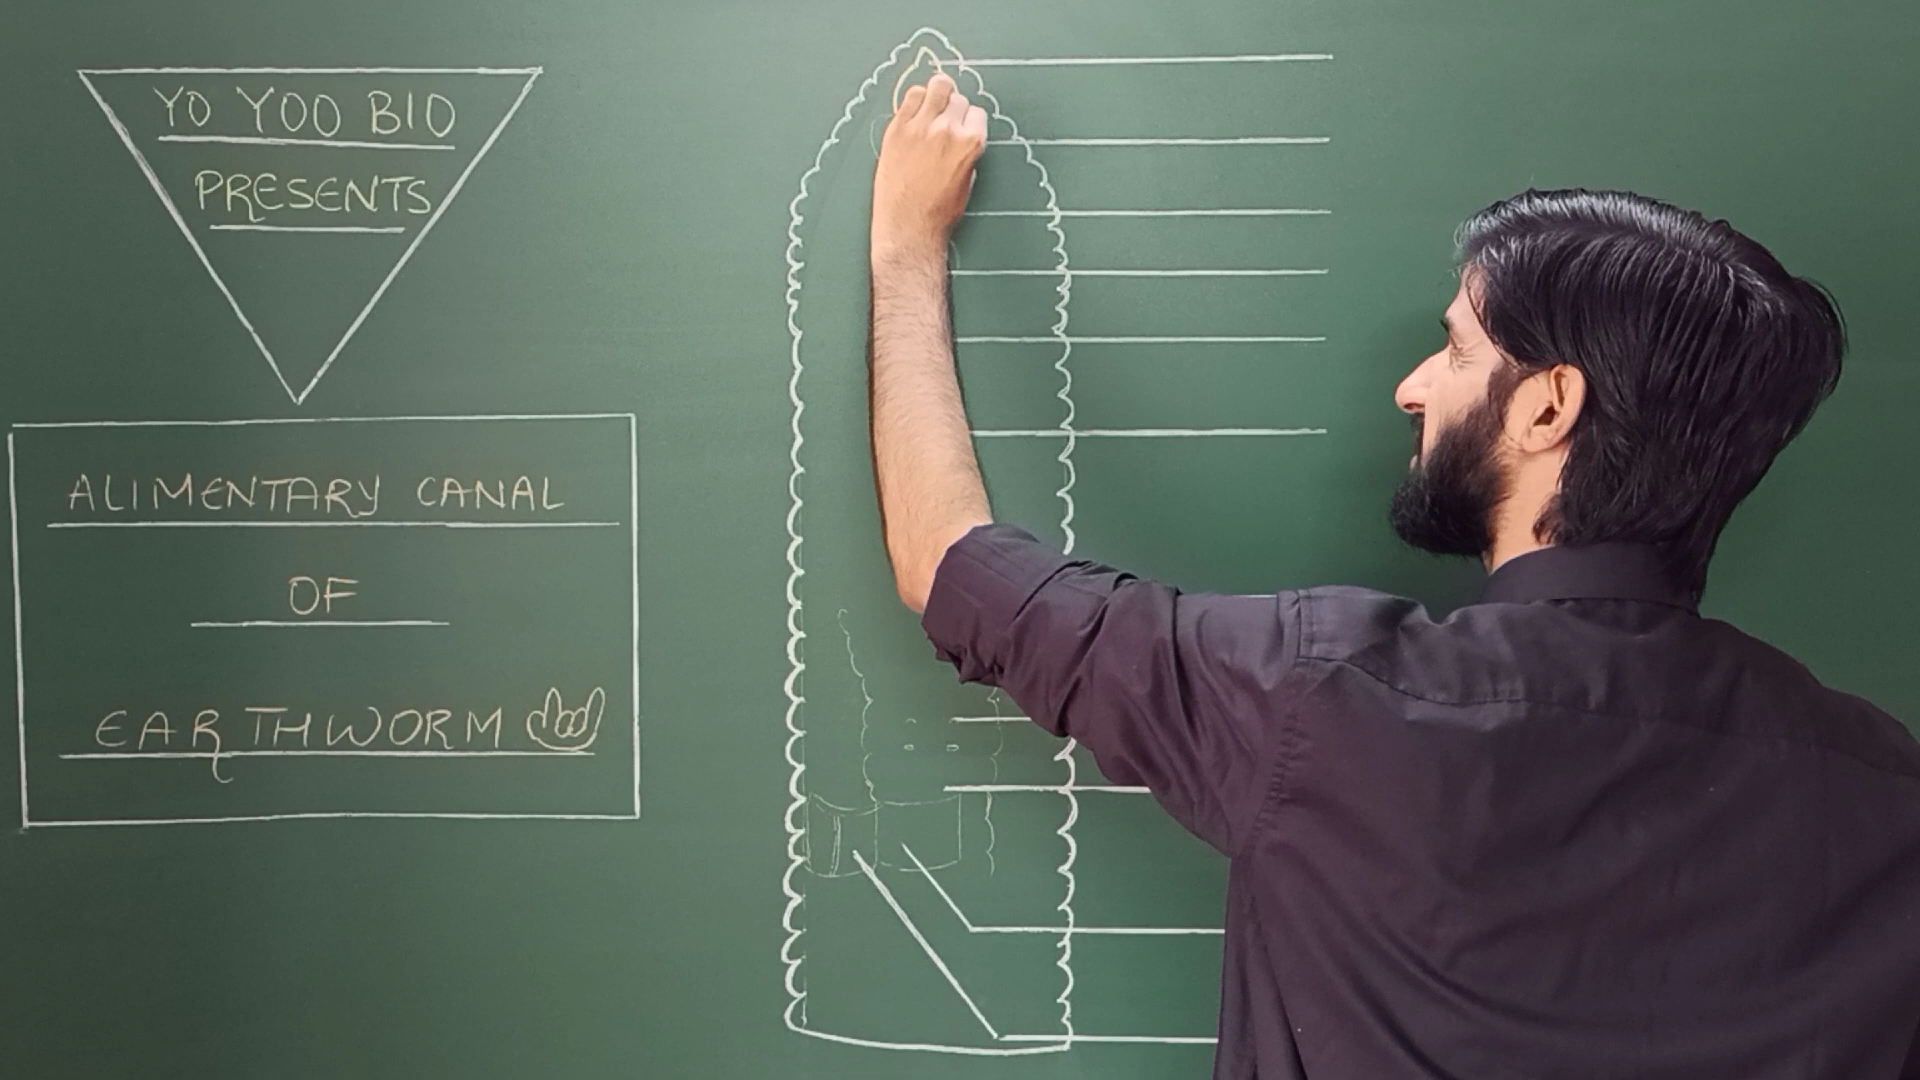 YO YOO BIO
PRESENTS
ALIMENTARY CANAL
OF
EARTHWORM